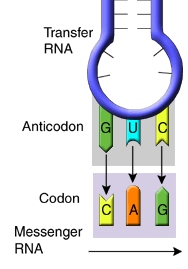 Transfer
RNA
Anticodon
G U C
Codon
C A G
Messenger
RNA